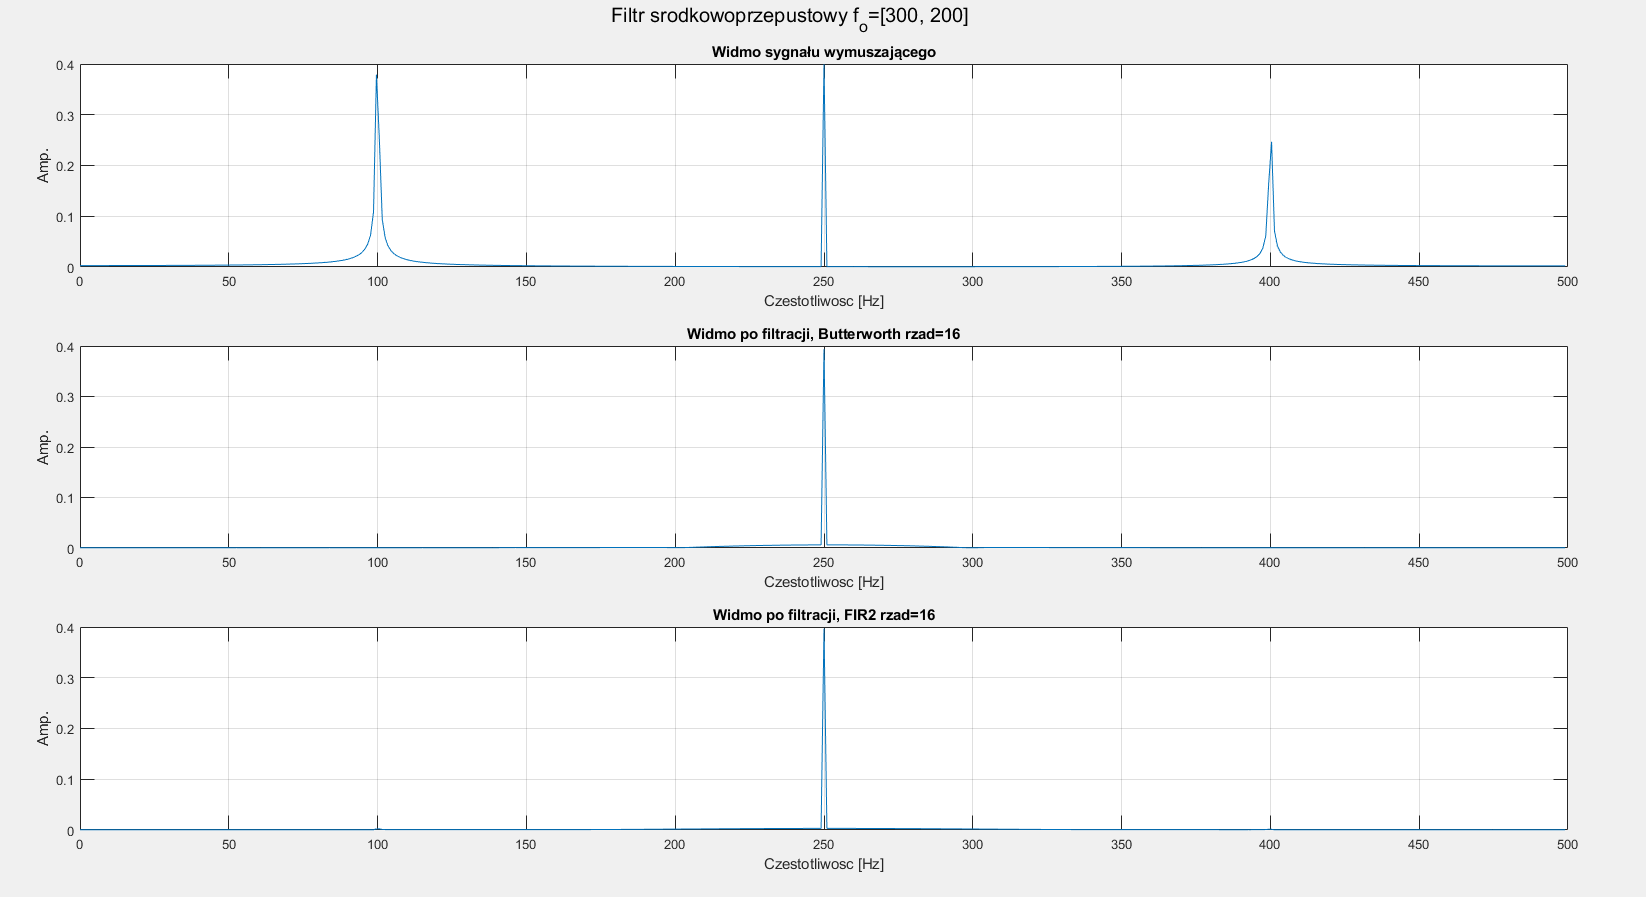 Filtr srodkowoprzepustowy fo=[300, 200]
Widmo sygnału wymuszającego
0.4
0.3
0.2
0.1
0
Amp.
0 50 100 150 200 250 300 350 400 450 500
Czestotliwosc [Hz]
Widmo po filtracji, Butterworth rzad=16
0.4
0.3
0.2
0.1
0
Amp.
0 50 100 150 200 250 300 350 400 450 500
Czestotliwosc [Hz]
Widmo po filtracji, FIR2 rzad=16
0.4
0.3
0.2
0.1
0
Amp.
0 50 100 150 200 250 300 350 400 450 500
Czestotliwosc [Hz]